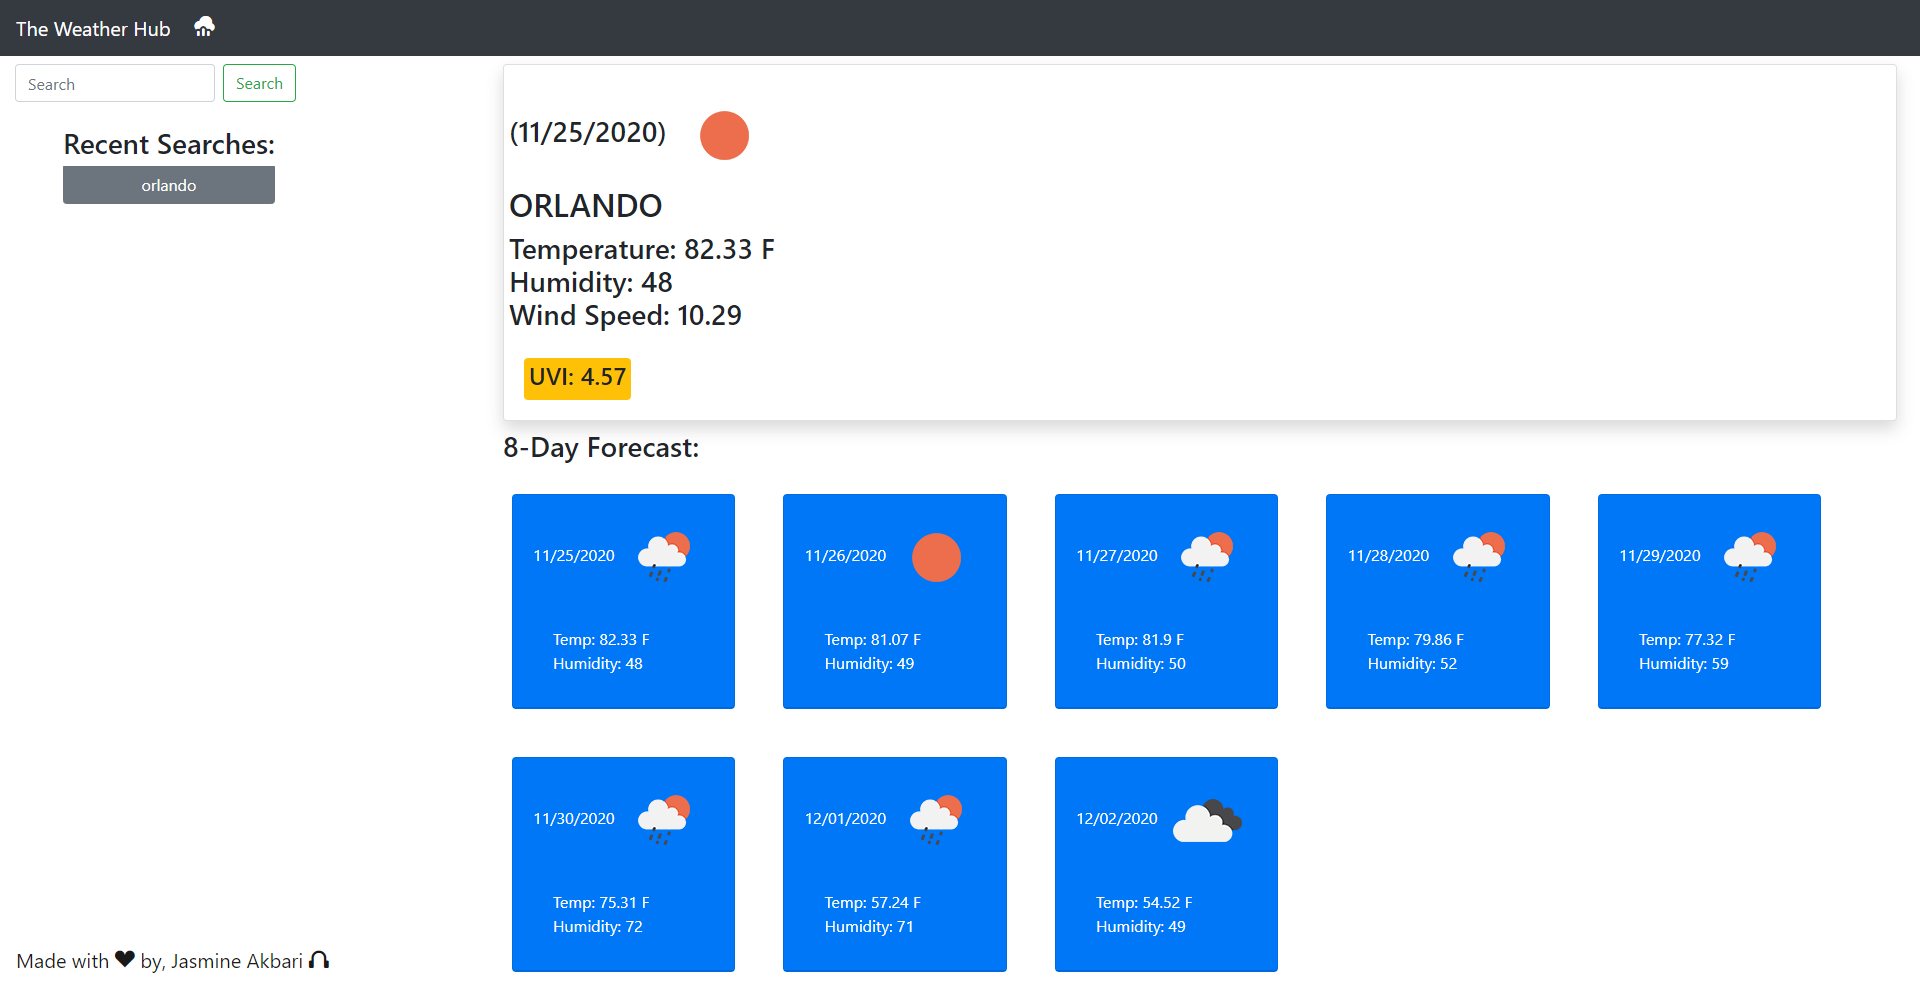 The Weather Hub
Search
Search
Recent Searches:
orlando
(11/25/2020)
ORLANDO
Temperature: 82.33 F
Humidity: 48
Wind Speed: 10.29
UVI: 4.57
8-Day Forecast:
11/25/2020
Temp: 82.33 F
Humidity: 48
11/26/2020
Temp: 81.07 F
Humidity: 49
11/27/2020
Temp: 81.9 F
Humidity: 50
11/28/2020
Temp: 79.86 F
Humidity: 52
11/29/2020
Temp: 77.32 F
Humidity: 59
11/30/2020
Temp: 75.31 F
Humidity: 72
12/01/2020
Temp: 57.24 F
Humidity: 71
12/02/2020
Temp: 54.52 F
Humidity: 49
Made with ♥ by, Jasmine Akbari